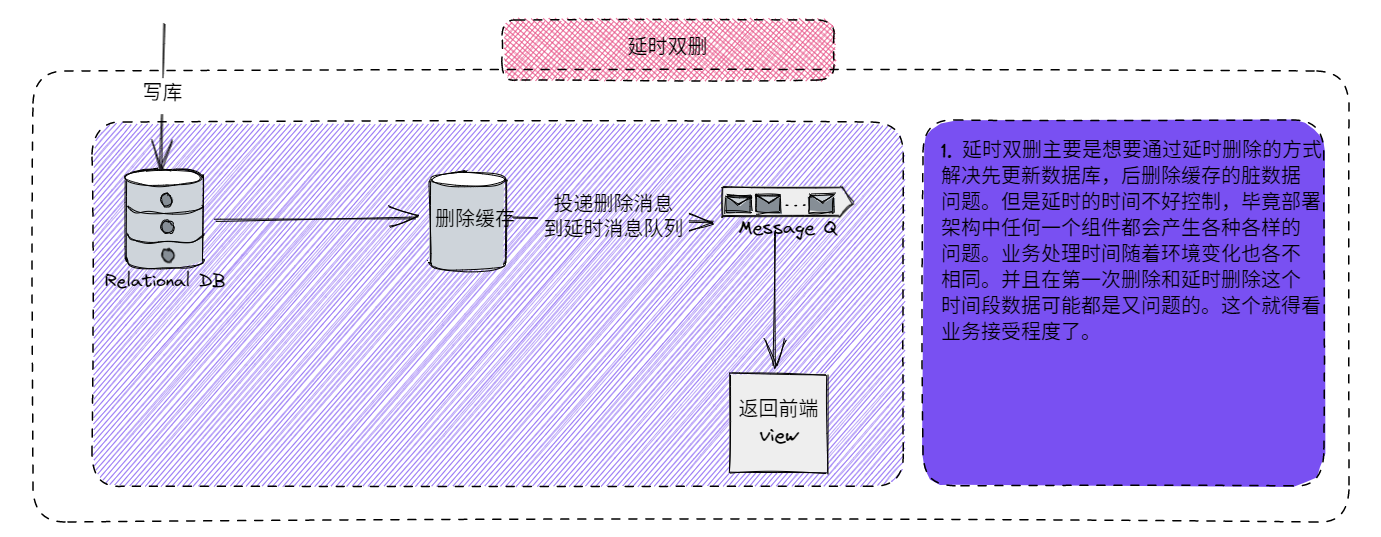 延时双删
写库
Relational DB
删除缓存
投递删除消息
到延时消息队列
Message Q
返回前端
view
1. 延时双删主要是想要通过延时删除的方式
解决先更新数据库，后删除缓存的脏数据
问题。但是延时的时间不好控制，毕竟部署
架构中任何一个组件都会产生各种各样的
问题。业务处理时间随着环境变化也各不
相同。并且在第一次删除和延时删除这个
时间段数据可能都是又问题的。这个就得看
业务接受程度了。